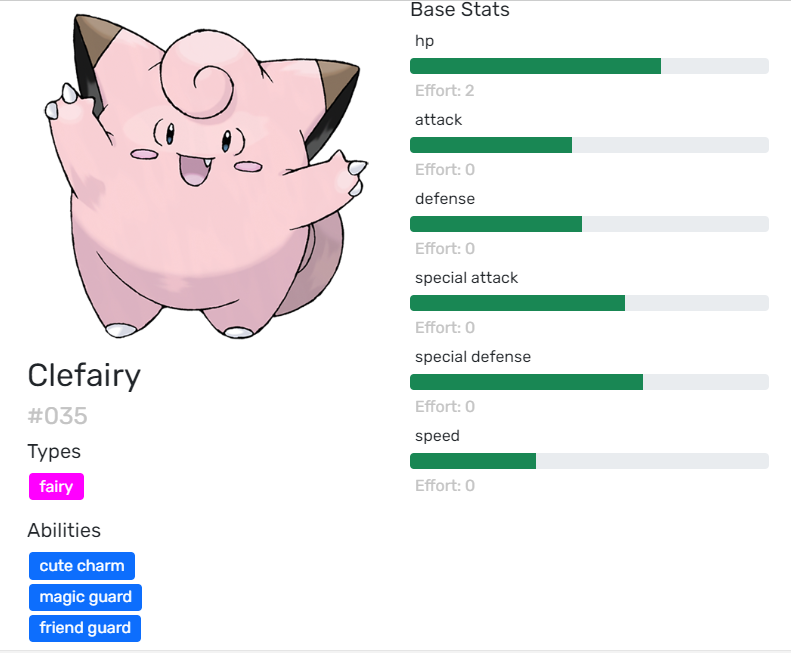 Clefairy
#035
Types
fairy
Abilities
cute charm
magic guard
friend guard
Base Stats
hp
Effort: 2
attack
Effort: 0
defense
Effort: 0
special attack
Effort: 0
special defense
Effort: 0
speed
Effort: 0